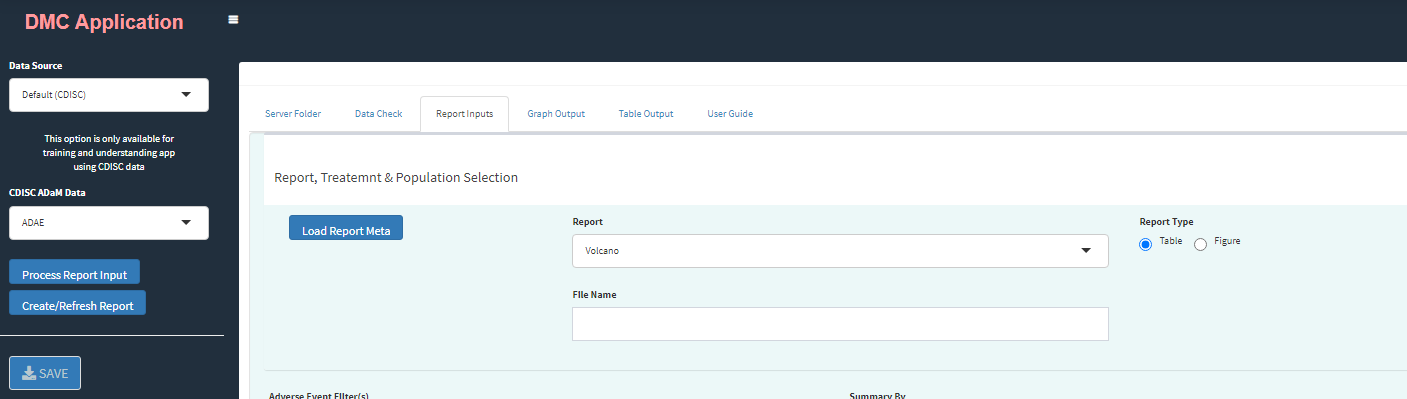 DMC Application
Data Source
Default (CDISC)
This option is only available for
training and understanding app
using CDISC data
CDISC ADaM Data
ADAE
Process Report Input
Create/Refresh Report
SAVE
Server Folder
Data Check
Report Inputs
Graph Output
Table Output
User Guide
Report, Treatemnt & Population Selection
Load Report Meta
Report
Volcano
Report Type
Table
Figure
FIle Name
Adverse Event FIlter(s)
Summary By